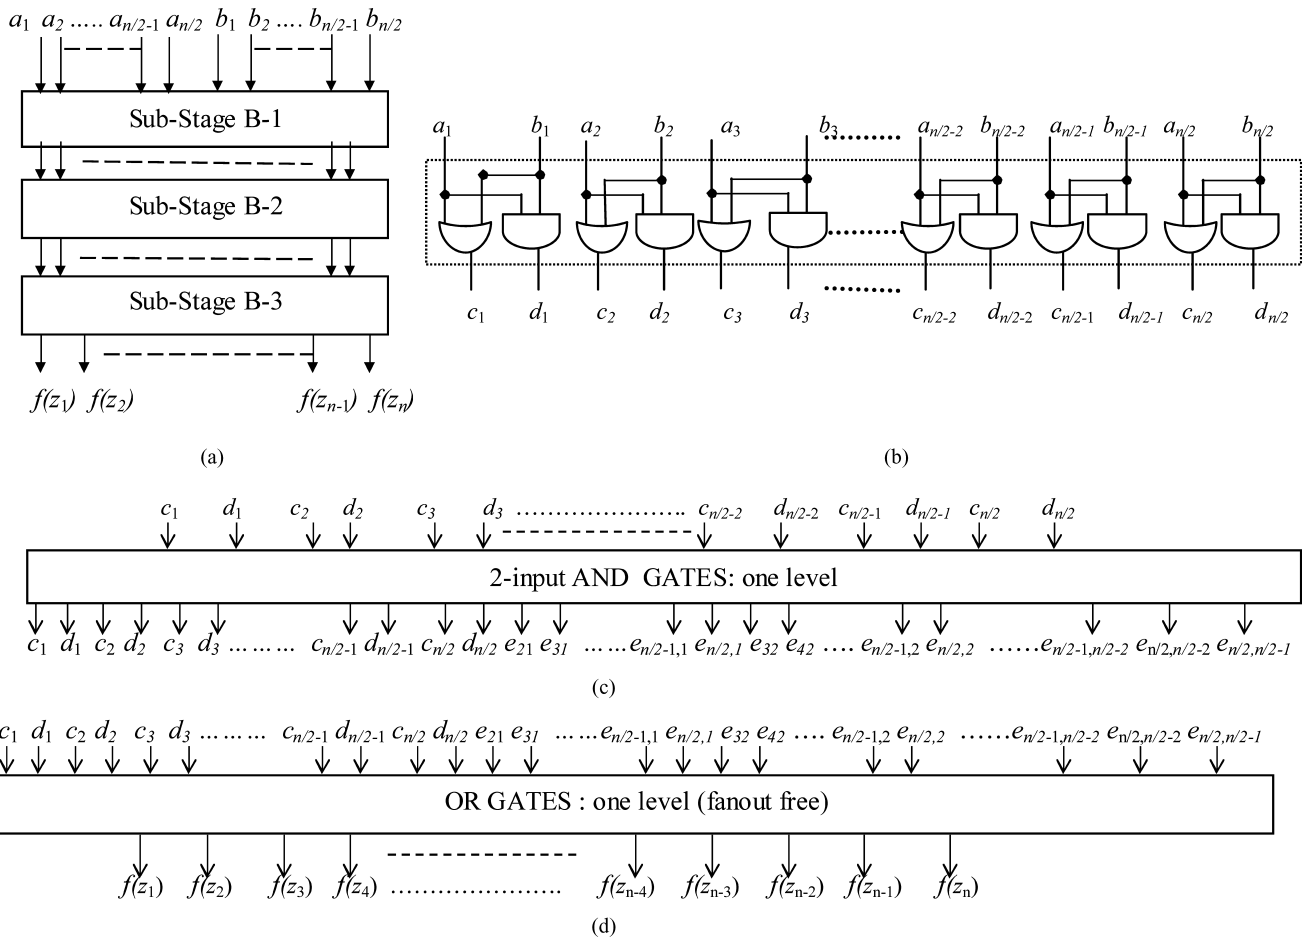 a1 a2 ..... an/2-1 an/2 b1 b2 .... bn/2-1 bn/2
Sub-Stage B-1
Sub-Stage B-2
Sub-Stage B-3
f(z1) f(z2) f(zn-1) f(zn)
(a)
a1 b1 a2 b2 a3 b3 .......... an/2-2 bn/2-2 an/2-1 bn/2-1 an/2 bn/2
c1 d1 c2 d2 c3 d3 cn/2-2 dn/2-2 cn/2-1 dn/2-1 cn/2 dn/2
(b)
c1 d1 c2 d2 c3 d3 ...................... cn/2-2 dn/2-2 cn/2-1 dn/2-1 cn/2 dn/2
2-input AND GATES: one level
c1 d1 c2 d2 c3 d3 ... ... ... cn/2-1 dn/2-1 cn/2 dn/2 e21 e31 ... ... en/2-1,1 en/2,1 e32 e42 .... en/2-1,2 en/2,2 ...... en/2-1,n/2-2 en/2,n/2-2 en/2,n/2-1
(c)
c1 d1 c2 d2 c3 d3 ... ... ... cn/2-1 dn/2-1 cn/2 dn/2 e21 e31 ... ... en/2-1,1 en/2,1 e32 e42 .... en/2-1,2 en/2,2 ...... en/2-1,n/2-2 en/2,n/2-2 en/2,n/2-1
OR GATES : one level (fanout free)
f(z1) f(z2) f(z3) f(z4) ...................... f(zn-4) f(zn-3) f(zn-2) f(zn-1) f(zn)
(d)